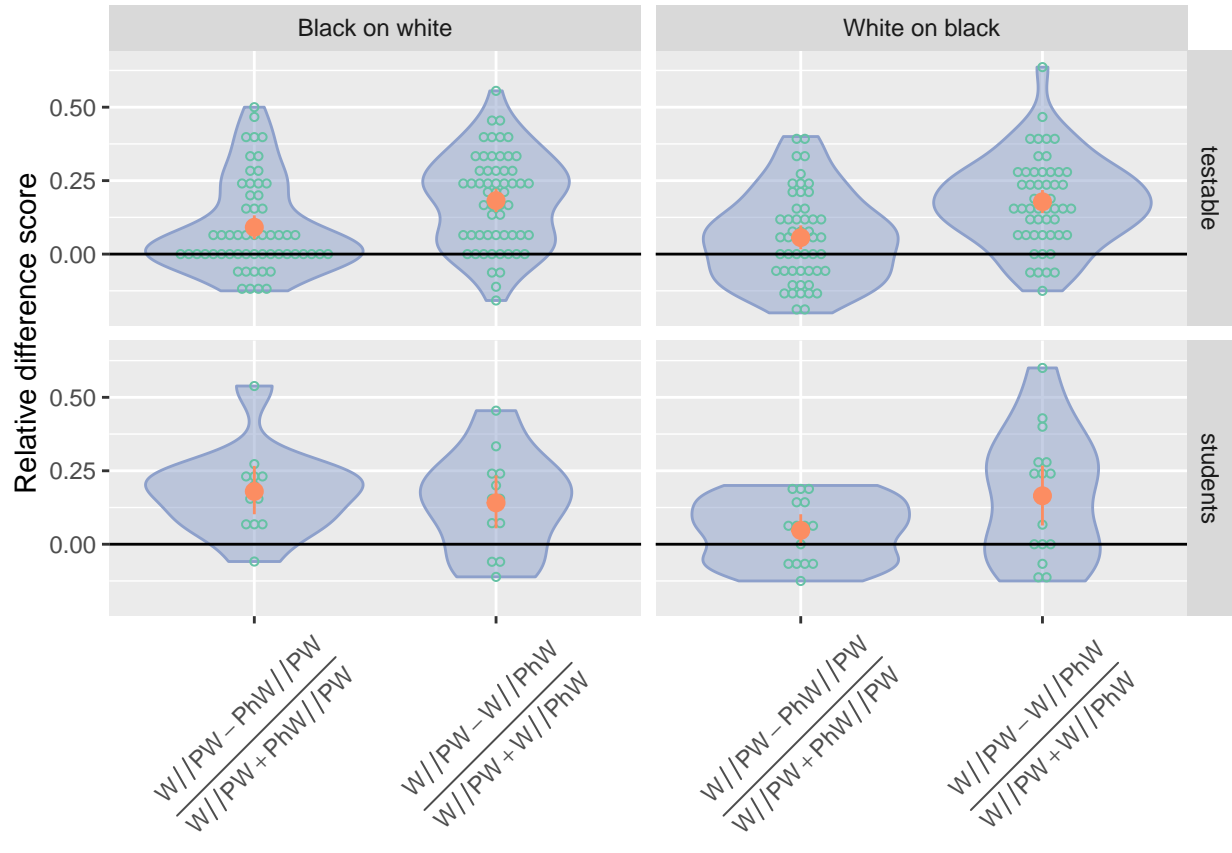 Black on white
White on black
Relative difference score
0.50
0.25
0.00
testable
0.50
0.25
0.00
students
W//PW − PhW//PW
W//PW + PhW//PW
W//PW − W//PhW
W//PW + W//PhW
W//PW − PhW//PW
W//PW + PhW//PW
W//PW − W//PhW
W//PW + W//PhW